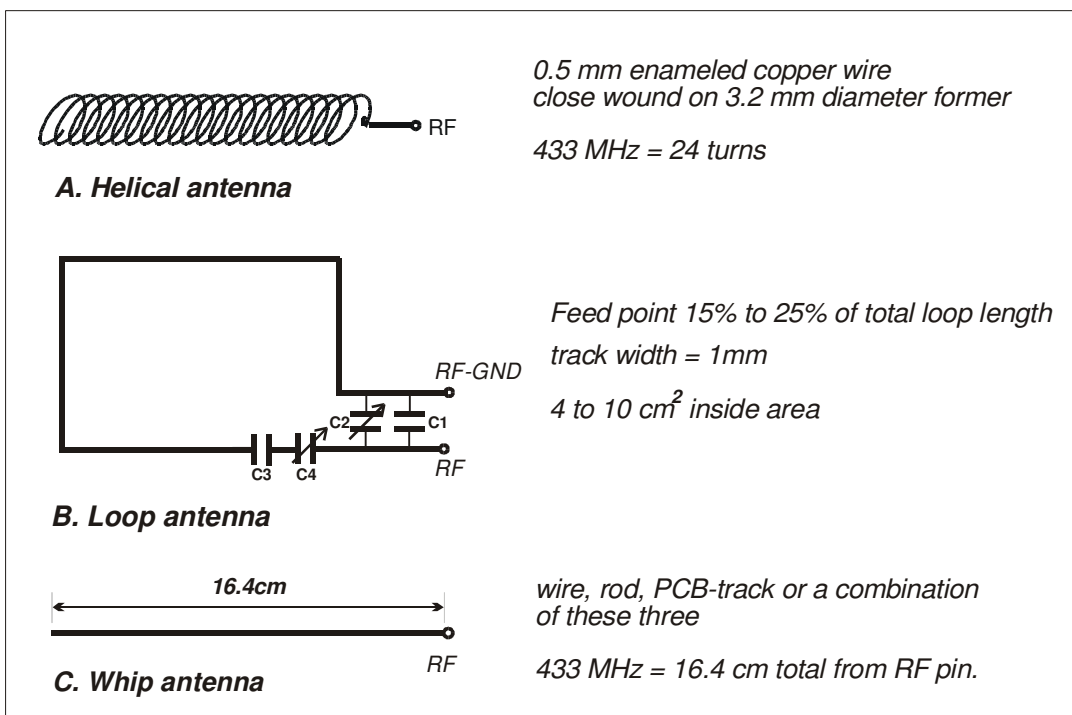 0.5 mm enameled copper wire
close wound on 3.2 mm diameter former
RF
433 MHz = 24 turns
A. Helical antenna
Feed point 15% to 25% of total loop length
track width = 1mm
RF-GND
4 to 10 cm² inside area
C2
C1
C3
C4
RF
B. Loop antenna
16.4cm
wire, rod, PCB-track or a combination
of these three
RF
433 MHz = 16.4 cm total from RF pin.
C. Whip antenna